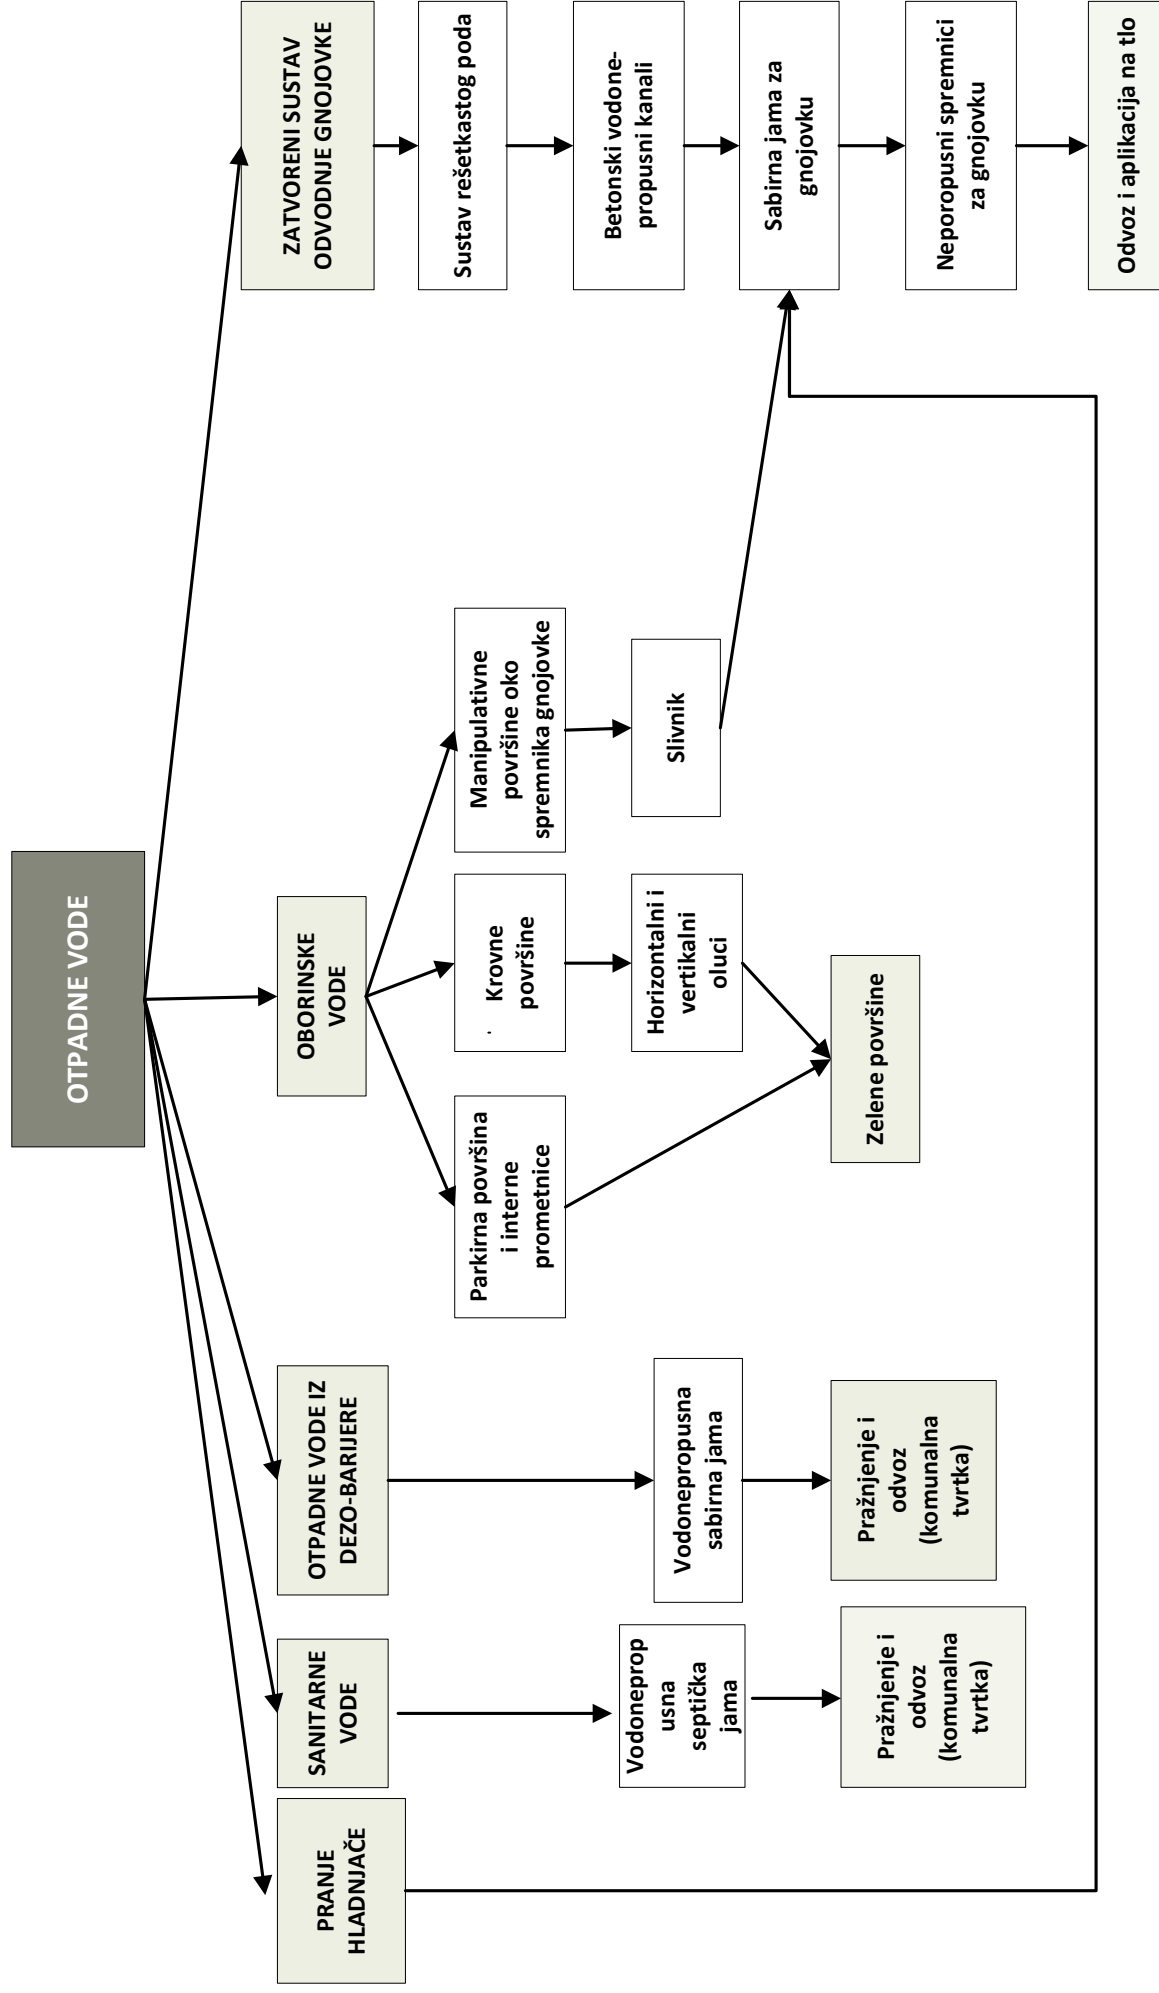 OTPADNE VODE
PRANJE
HLADNJAČE
SANITARNE
VODE
Vodoneprop
usna
septička
jama
Pražnjenje i
odvoz
(komunalna
tvrtka)
OTPADNE VODE IZ
DEZO-BARIJERE
Vodonepropusna
sabirna jama
Pražnjenje i
odvoz
(komunalna
tvrtka)
OBORINSKE
VODE
Parkirna površina
i interne
prometnice
Krovne
površine
.
Horizontalni i
vertikalni
oluci
Zelene površine
Manipulativne
površine oko
spremnika gnojovke
Slivnik
ZATVORENI SUSTAV
ODVODNJE GNOJOVKE
Sustav rešetkastog poda
Betonski vodone-
propusni kanali
Sabirna jama za
gnojovku
Neporopusni spremnici
za gnojovku
Odvoz i aplikacija na tlo